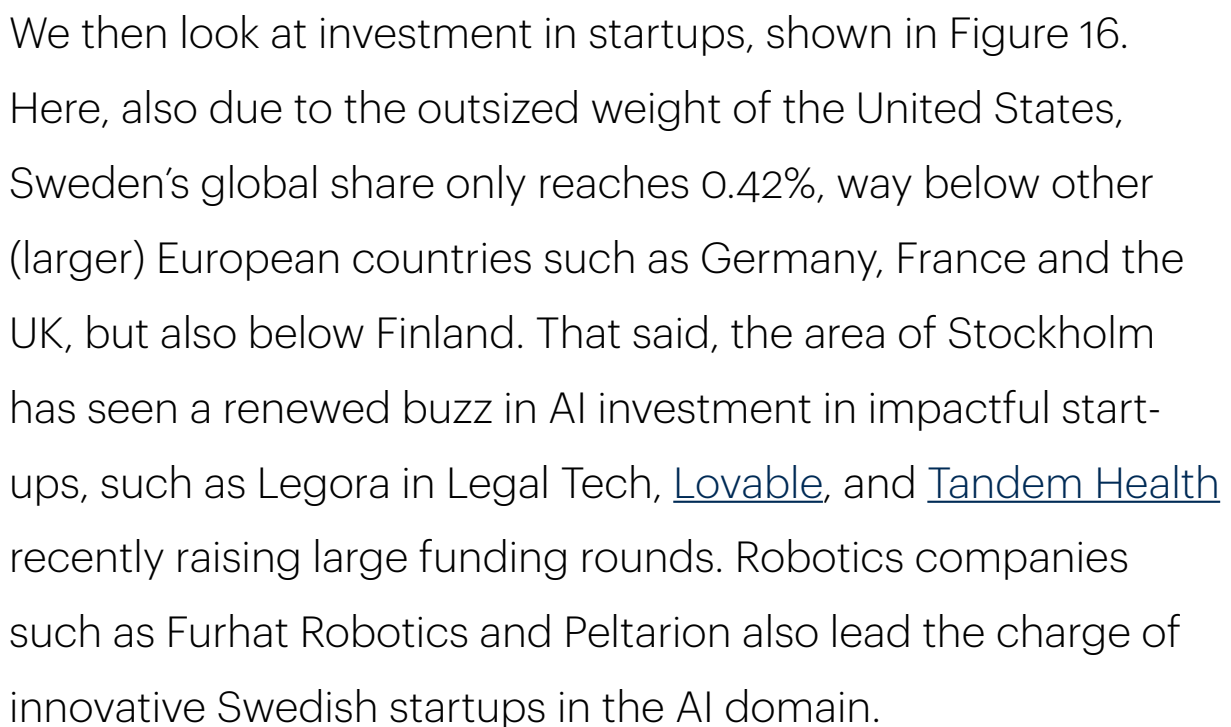 We then look at investment in startups, shown in Figure 16.
Here, also due to the outsized weight of the United States,
Sweden’s global share only reaches 0.42%, way below other
(larger) European countries such as Germany, France and the
UK, but also below Finland. That said, the area of Stockholm
has seen a renewed buzz in AI investment in impactful start-
ups, such as Legora in Legal Tech, Lovable, and Tandem Health
recently raising large funding rounds. Robotics companies
such as Furhat Robotics and Peltarion also lead the charge of
innovative Swedish startups in the AI domain.